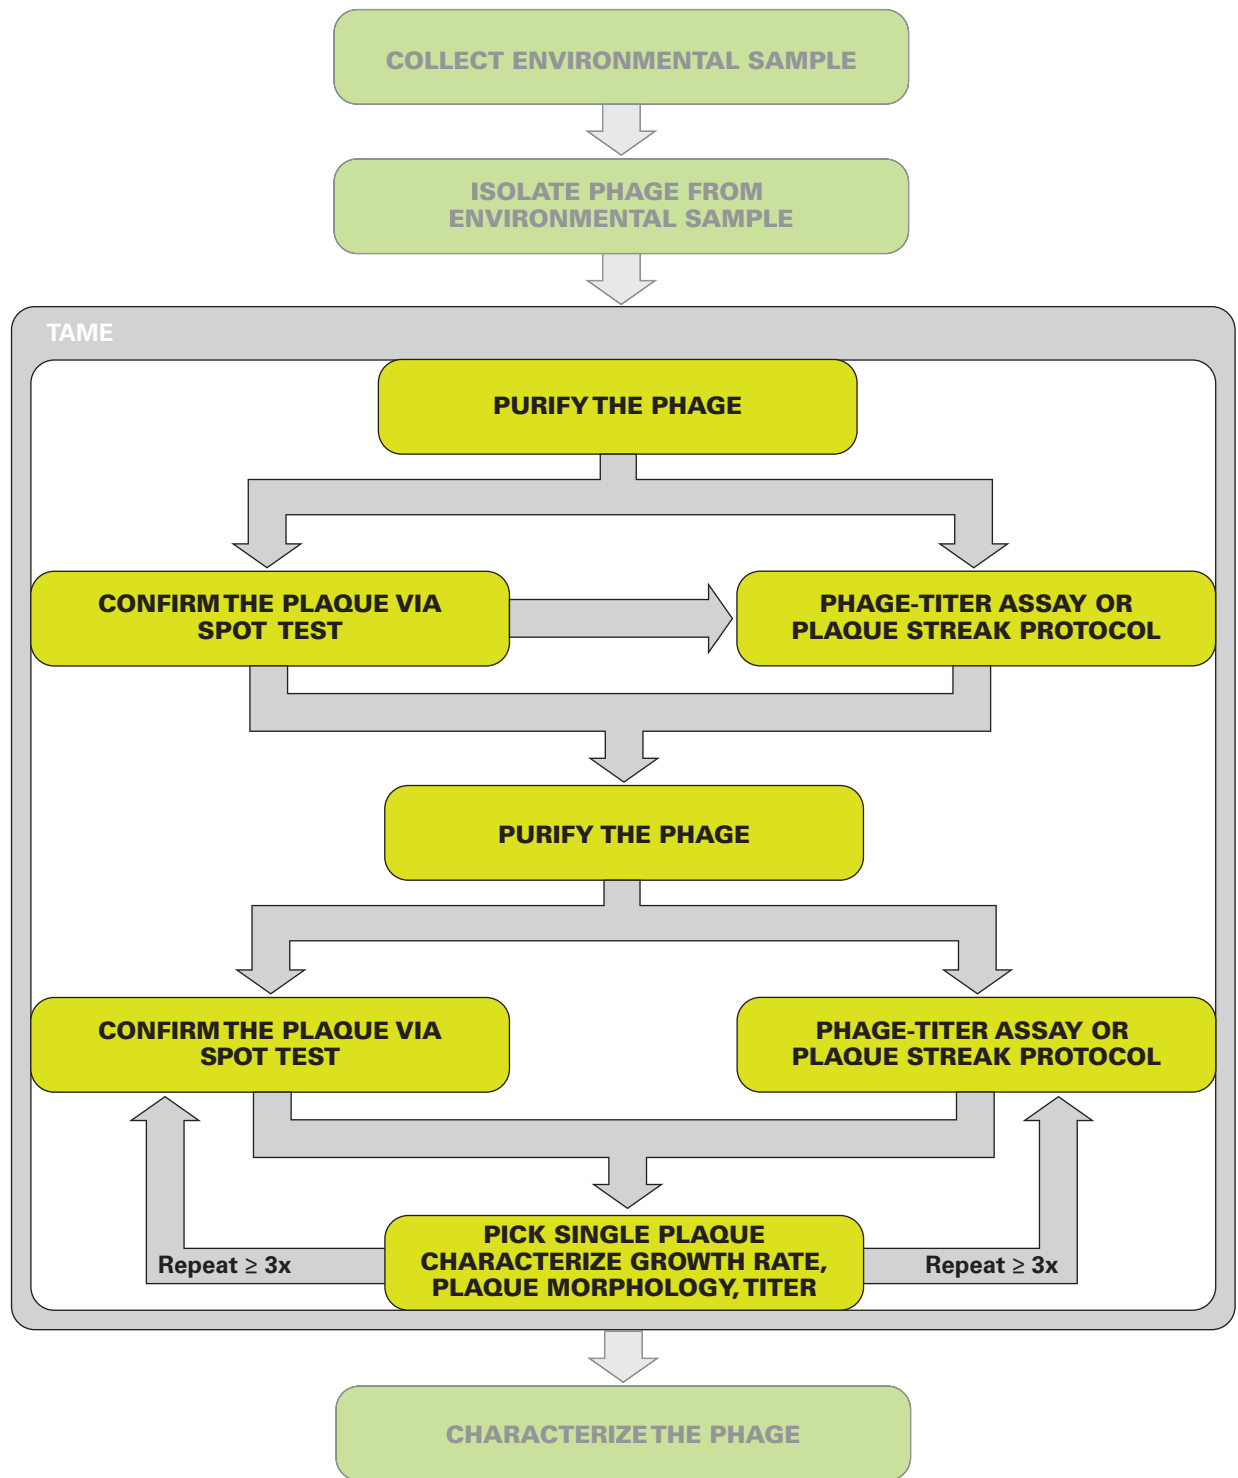 COLLECT ENVIRONMENTAL SAMPLE
ISOLATE PHAGE FROM
ENVIRONMENTAL SAMPLE
TAME
PURIFY THE PHAGE
CONFIRM THE PLAQUE VIA
SPOT TEST
PHAGE-TITER ASSAY OR
PLAQUE STREAK PROTOCOL
PURIFY THE PHAGE
CONFIRM THE PLAQUE VIA
SPOT TEST
PHAGE-TITER ASSAY OR
PLAQUE STREAK PROTOCOL
PICK SINGLE PLAQUE
CHARACTERIZE GROWTH RATE,
PLAQUE MORPHOLOGY, TITER
Repeat ≥ 3x
Repeat ≥ 3x
CHARACTERIZE THE PHAGE